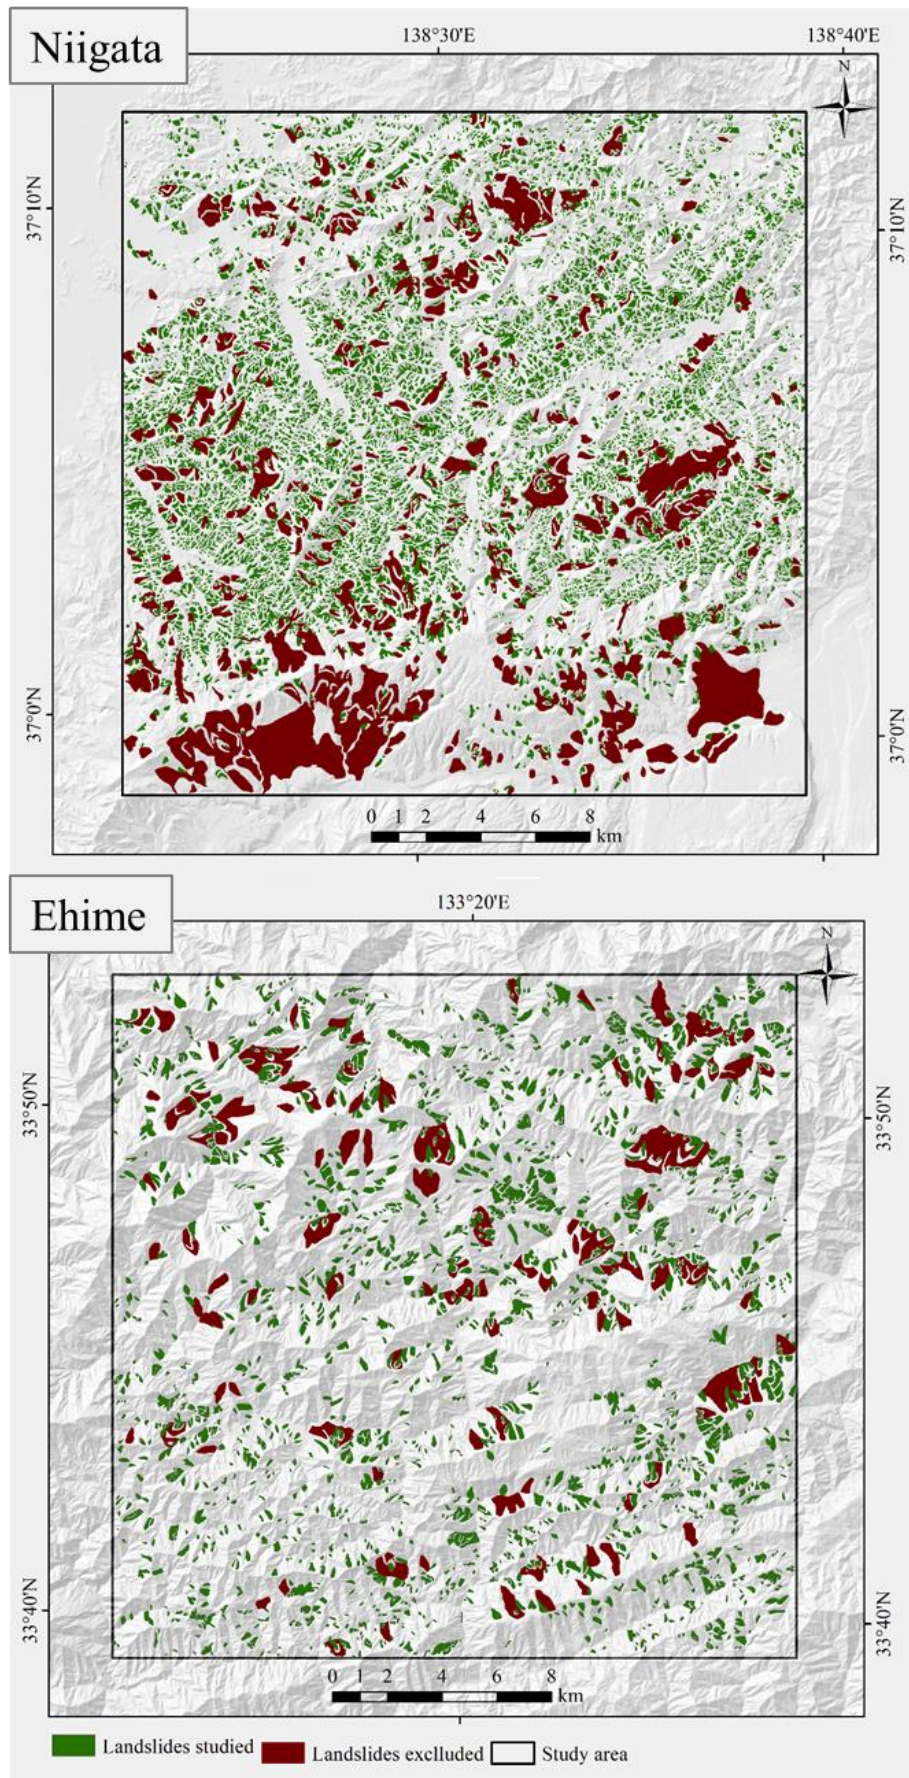 Niigata
138°30'E 138°40'E
N
37°10'N 37°10'N
37°0'N 37°0'N
0 1 2 4 6 8
km
Ehime
133°20'E
N
33°50'N 33°50'N
33°40'N 33°40'N
0 1 2 4 6 8
km
Landslides studied Landslides exclluded Study area